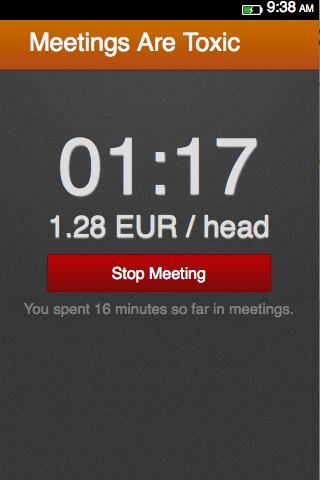 9:38 AM
Meetings Are Toxic
01:17
1.28 EUR / head
Stop Meeting
You spent 16 minutes so far in meetings.